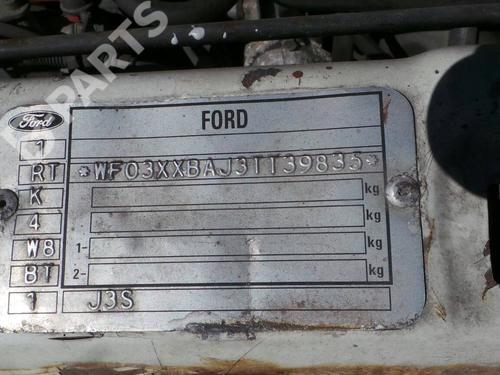 PARTS
Ford
FORD
1
RT *WF03XXBAJ3TT39835*
K kg
4 kg
W8 1- kg
BT 2- kg
1 J3S